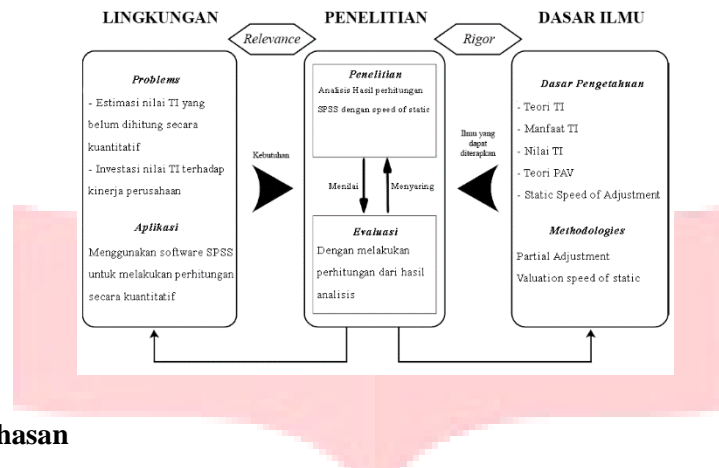 LINGKUNGAN
Relevance
PENELITIAN
Rigor
DASAR ILMU
Problems
- Estimasi nilai TI yang
belum dihitung secara
kuantitatif
- Investasi nilai TI terhadap
kinerja perusahaan
Aplikasi
Menggunakan software SPSS
untuk melakukan perhitungan
secara kuantitatif
Kebutuhan
Penelitian
Analisis Hasil perhitungan
SPSS dengan speed of static
Menilai
Menyaring
Evaluasi
Dengan melakukan
perhitungan dari hasil
analisis
Ilmu yang
dapat
diterapkan
Dasar Pengetahuan
- Teori TI
- Manfaat TI
- Nilai TI
- Teori PAV
- Static Speed of Adjustment
Methodologies
Partial Adjustment
Valuation speed of static
hasan